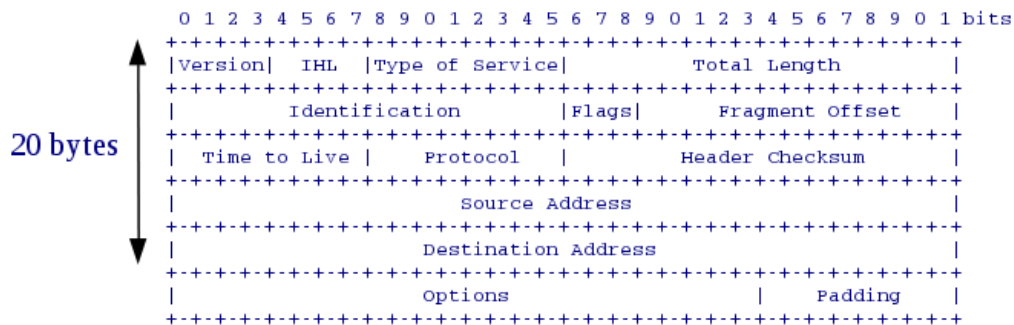 0 1 2 3 4 5 6 7 8 9 0 1 2 3 4 5 6 7 8 9 0 1 2 3 4 5 6 7 8 9 0 1 bits
+-+-+-+-+-+-+-+-+-+-+-+-+-+-+-+-+-+-+-+-+-+-+-+-+-+-+-+-+-+-+-+-+
|Version| IHL |Type of Service| Total Length |
+-+-+-+-+-+-+-+-+-+-+-+-+-+-+-+-+-+-+-+-+-+-+-+-+-+-+-+-+-+-+-+-+
| Identification |Flags| Fragment Offset |
+-+-+-+-+-+-+-+-+-+-+-+-+-+-+-+-+-+-+-+-+-+-+-+-+-+-+-+-+-+-+-+-+
20 bytes
| Time to Live | Protocol | Header Checksum |
+-+-+-+-+-+-+-+-+-+-+-+-+-+-+-+-+-+-+-+-+-+-+-+-+-+-+-+-+-+-+-+-+
| Source Address |
+-+-+-+-+-+-+-+-+-+-+-+-+-+-+-+-+-+-+-+-+-+-+-+-+-+-+-+-+-+-+-+-+
| Destination Address |
+-+-+-+-+-+-+-+-+-+-+-+-+-+-+-+-+-+-+-+-+-+-+-+-+-+-+-+-+-+-+-+-+
| Options | Padding |
+-+-+-+-+-+-+-+-+-+-+-+-+-+-+-+-+-+-+-+-+-+-+-+-+-+-+-+-+-+-+-+-+